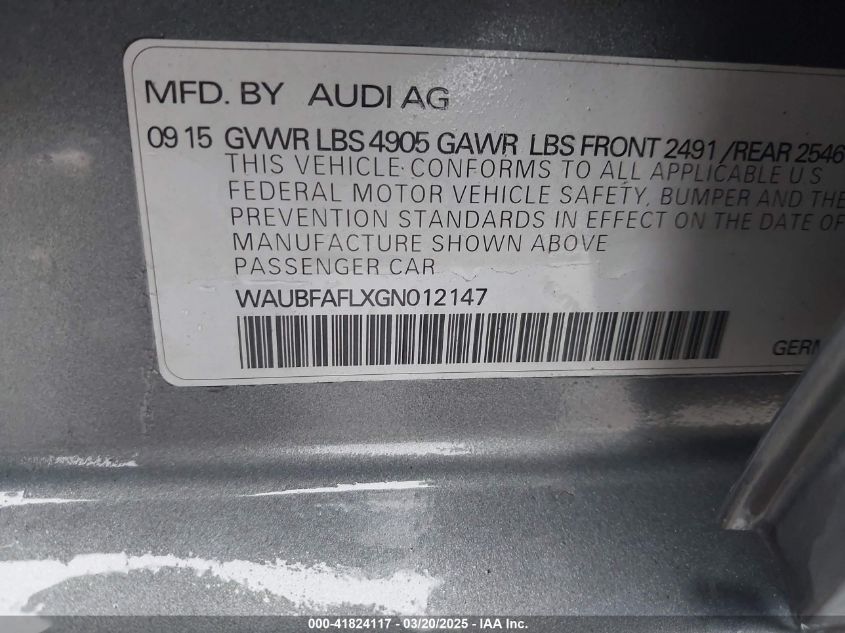 MFD. BY AUDI AG
09 15 GVWR LBS 4905 GAWR LBS FRONT 2491 /REAR 2546
THIS VEHICLE CONFORMS TO ALL APPLICABLE U S
FEDERAL MOTOR VEHICLE SAFETY, BUMPER AND THE
PREVENTION STANDARDS IN EFFECT ON THE DATE OF
MANUFACTURE SHOWN ABOVE
PASSENGER CAR
WAUBFAFLXGN012147
GERM
000-41824117 — 03/20/2025 — IAA Inc.